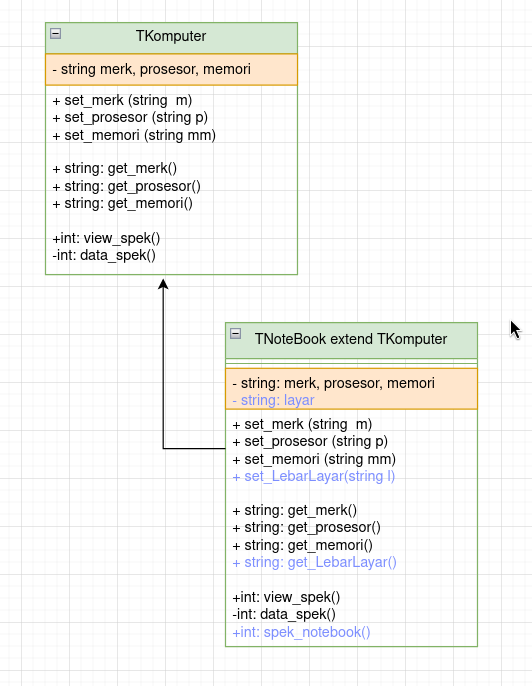 TKomputer
- string merk, prosesor, memori
+ set_merk (string  m)
+ set_prosesor (string p)
+ set_memori (string mm)
+ string: get_merk()
+ string: get_prosesor()
+ string: get_memori()
+int: view_spek()
-int: data_spek()
TNoteBook extend TKomputer
- string: merk, prosesor, memori
- string: layar
+ set_merk (string  m)
+ set_prosesor (string p)
+ set_memori (string mm)
+ set_LebarLayar(string l)
+ string: get_merk()
+ string: get_prosesor()
+ string: get_memori()
+ string: get_LebarLayar()
+int: view_spek()
-int: data_spek()
+int: spek_notebook()